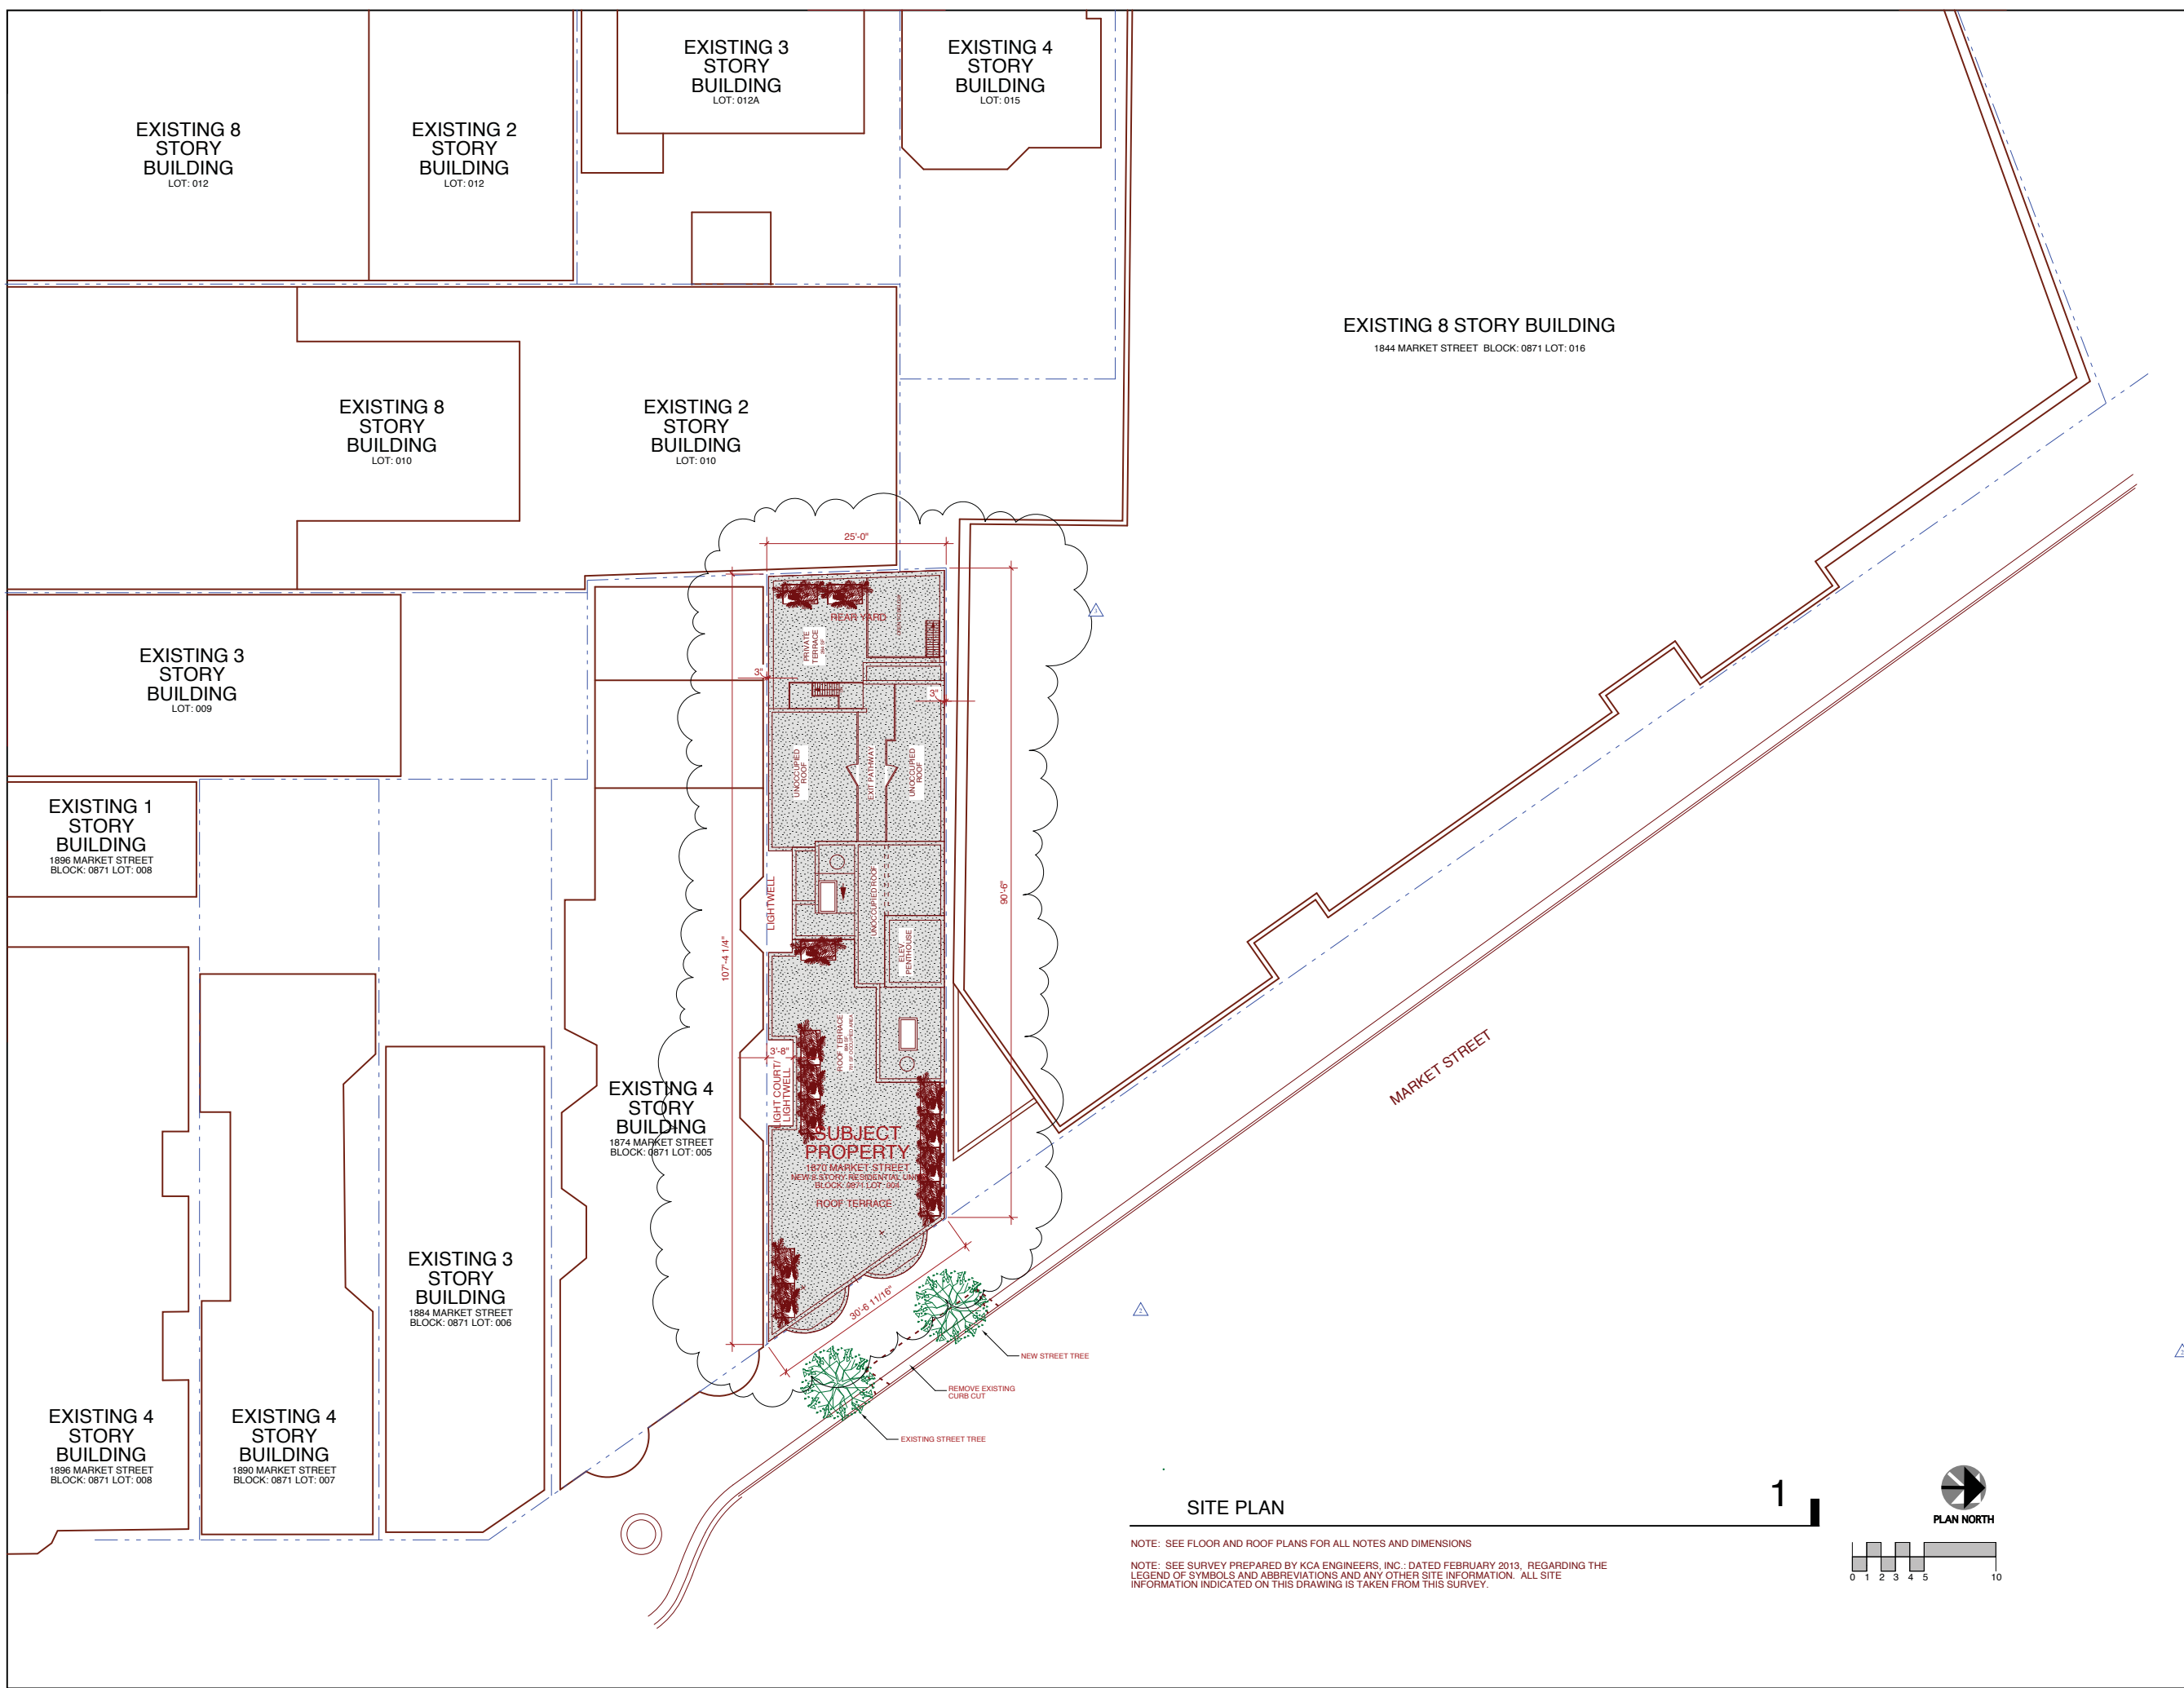 EXISTING 3
STORY
BUILDING
LOT: 012A
EXISTING 4
STORY
BUILDING
LOT: 015
EXISTING 8
STORY
BUILDING
LOT: 012
EXISTING 2
STORY
BUILDING
LOT: 012
EXISTING 8 STORY BUILDING
1844 MARKET STREET BLOCK: 0871 LOT: 016
EXISTING 8
STORY
BUILDING
LOT: 010
EXISTING 2
STORY
BUILDING
LOT: 010
25'-0"
REAR YARD
PRIVATE
TERRACE
3"
3"
EXISTING 3
STORY
BUILDING
LOT: 009
UNOCCUPIED
ROOF
EXIT PATHWAY
UNOCCUPIED
ROOF
EXISTING 1
STORY
BUILDING
1896 MARKET STREET
BLOCK: 0871 LOT: 008
LIGHTWELL
UNOCCUPIED ROOF
90'-6"
107'-4 1/4"
ELEV.
PENTHOUSE
ROOF TERRACE
3'-8"
LIGHT COURT/
LIGHTWELL
MARKET STREET
EXISTING 4
STORY
BUILDING
1874 MARKET STREET
BLOCK: 0871 LOT: 005
SUBJECT
PROPERTY
1870 MARKET STREET
NEW 8-STORY RESIDENTIAL
BLOCK: 0871 LOT: 004
ROOF TERRACE
EXISTING 3
STORY
BUILDING
1884 MARKET STREET
BLOCK: 0871 LOT: 006
30'-6 11/16"
2
NEW STREET TREE
REMOVE EXISTING
CURB CUT
EXISTING STREET TREE
EXISTING 4
STORY
BUILDING
1896 MARKET STREET
BLOCK: 0871 LOT: 008
EXISTING 4
STORY
BUILDING
1890 MARKET STREET
BLOCK: 0871 LOT: 007
SITE PLAN
1
PLAN NORTH
NOTE: SEE FLOOR AND ROOF PLANS FOR ALL NOTES AND DIMENSIONS
NOTE: SEE SURVEY PREPARED BY KCA ENGINEERS, INC.: DATED FEBRUARY 2013, REGARDING THE
LEGEND OF SYMBOLS AND ABBREVIATIONS AND ANY OTHER SITE INFORMATION. ALL SITE
INFORMATION INDICATED ON THIS DRAWING IS TAKEN FROM THIS SURVEY.
0 1 2 3 4 5 10